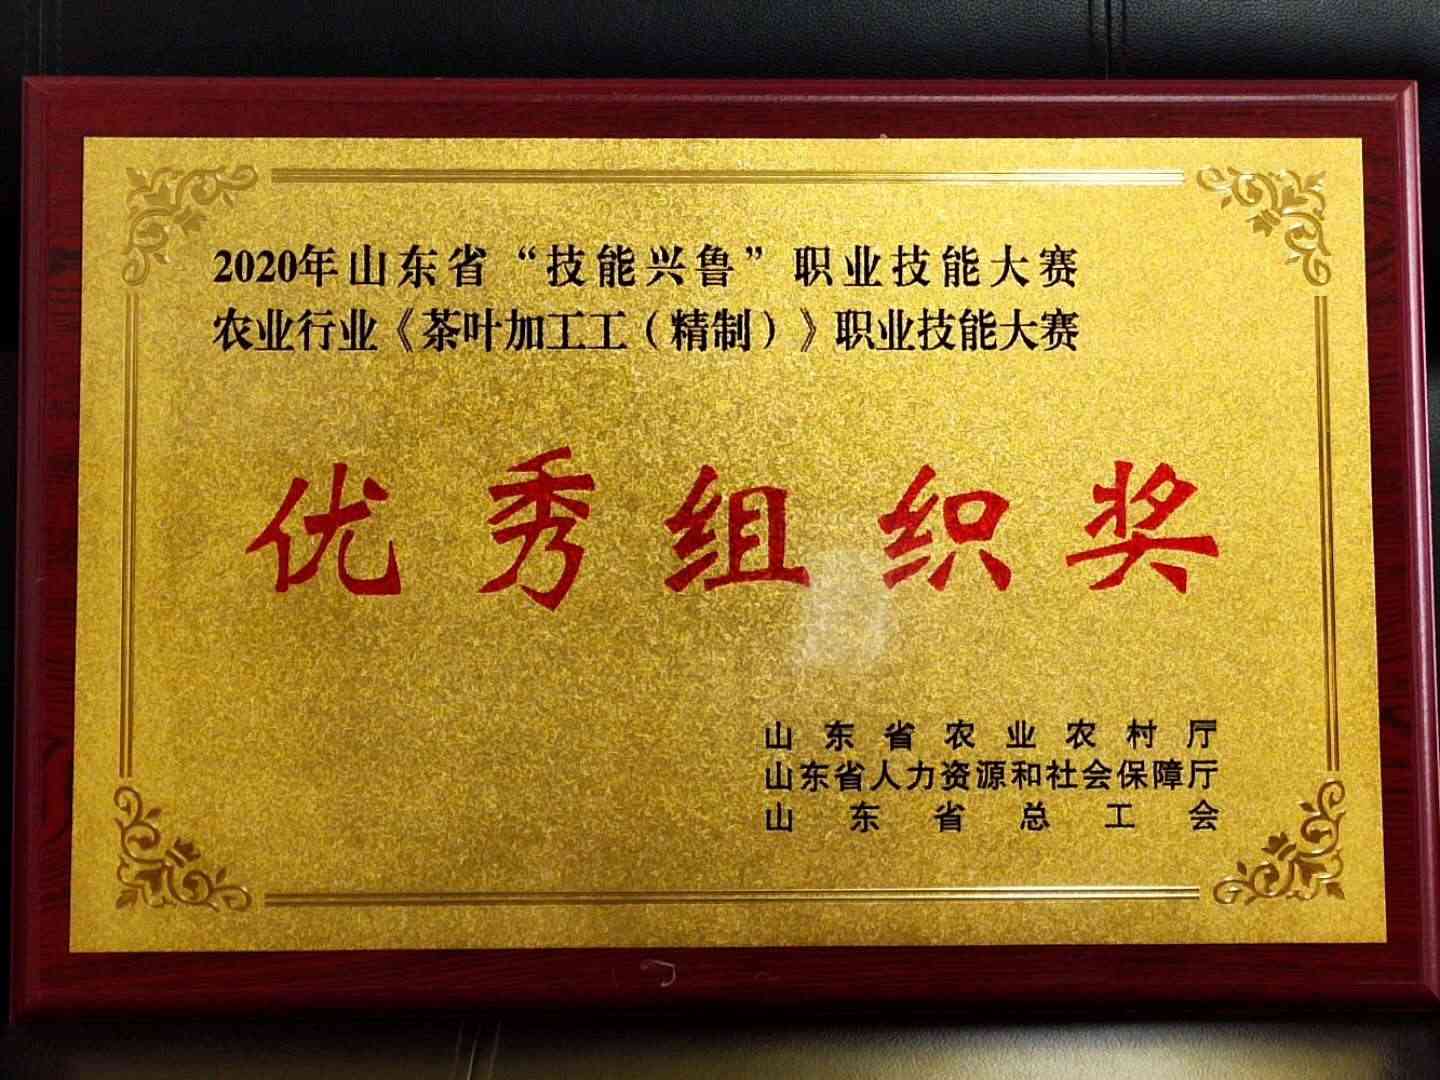 2020年山东省“技能兴鲁”职业技能大赛
农业行业《茶叶加工工（精制）》职业技能大赛
优秀组织奖
山东省农业农村厅
山东省人力资源和社会保障厅
山东省总工会